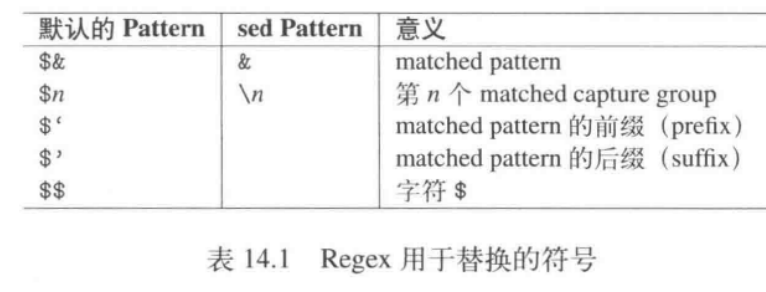 默认的 Pattern sed Pattern 意义
$& & matched pattern
$n \n 第 n 个 matched capture group
$‘ matched pattern 的前缀（prefix）
$’ matched pattern 的后缀（suffix）
$$ 字符 $
表 14.1 Regex 用于替换的符号